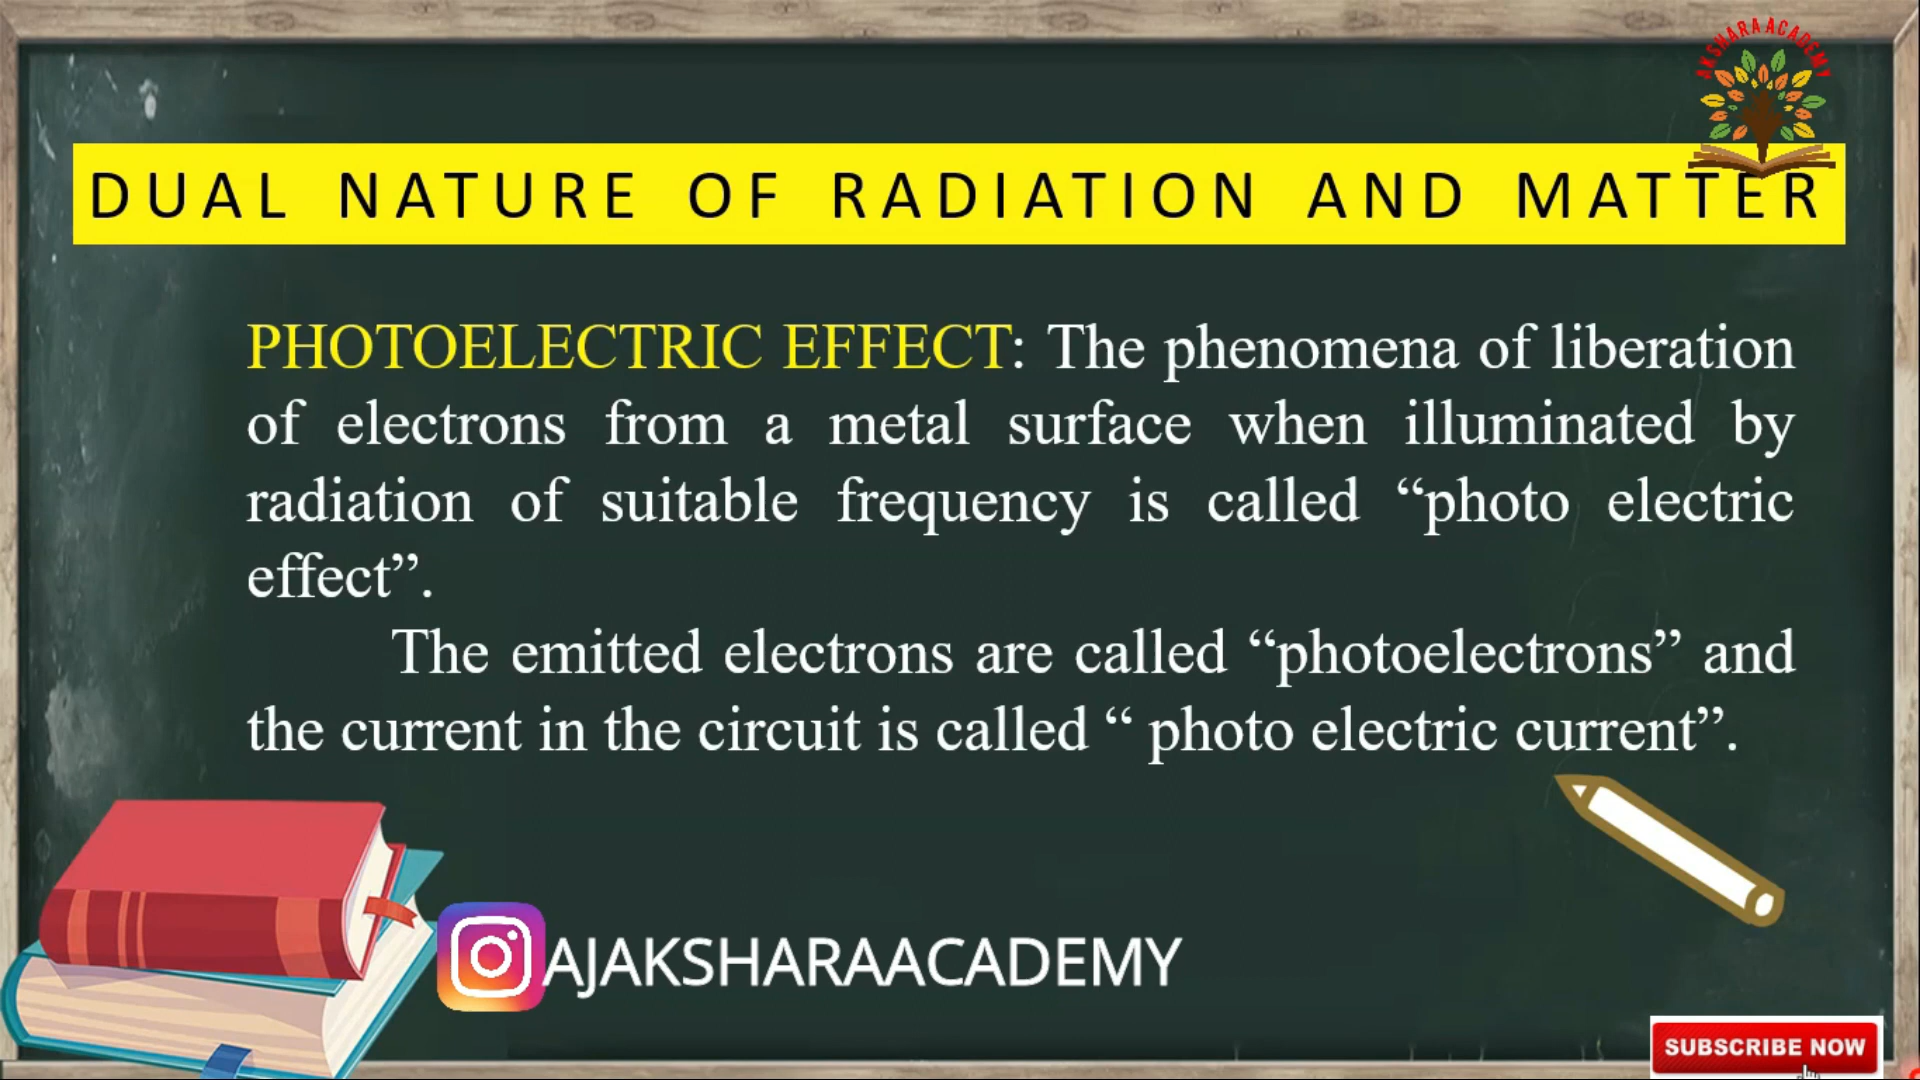 AKSHARA ACADEMY
DUAL NATURE OF RADIATION AND MATTER
PHOTOELECTRIC EFFECT: The phenomena of liberation
of electrons from a metal surface when illuminated by
radiation of suitable frequency is called “photo electric
effect”.
The emitted electrons are called “photoelectrons” and
the current in the circuit is called “ photo electric current”.
AJAKSHARAACADEMY
SUBSCRIBE NOW